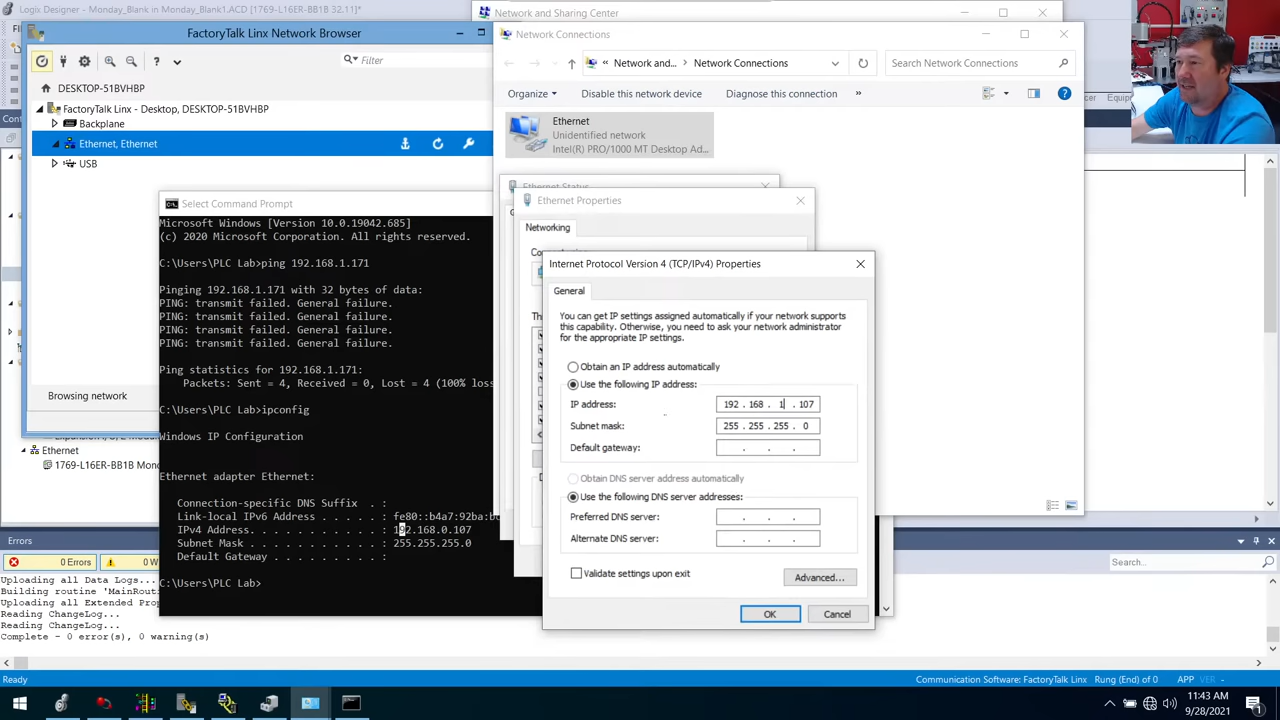 Logix Designer - Monday_Blank in Monday_Blank1.ACD [1769-L16ER-BB1B 32.11]*
Network and Sharing Center
FactoryTalk Linx Network Browser
Network Connections
Filter
Network and...
Network Connections
Search Network Connections
DESKTOP-51BVHBP
Organize
Disable this network device
Diagnose this connection
»
FactoryTalk Linx - Desktop, DESKTOP-51BVHBP
Backplane
Ethernet, Ethernet
USB
Ethernet
Unidentified network
Intel(R) PRO/1000 MT Desktop Ad...
Ethernet Status
Ethernet Properties
Networking
Select Command Prompt
Microsoft Windows [Version 10.0.19042.685]
(c) 2020 Microsoft Corporation. All rights reserved.
C:\Users\PLC Lab>ping 192.168.1.171
Pinging 192.168.1.171 with 32 bytes of data:
PING: transmit failed. General failure.
PING: transmit failed. General failure.
PING: transmit failed. General failure.
PING: transmit failed. General failure.
Ping statistics for 192.168.1.171:
Packets: Sent = 4, Received = 0, Lost = 4 (100% loss
C:\Users\PLC Lab>ipconfig
Windows IP Configuration
Ethernet adapter Ethernet:
Connection-specific DNS Suffix . :
Link-local IPv6 Address . . . . . : fe80::b4a7:92ba:b
IPv4 Address. . . . . . . . . . . : 192.168.0.107
Subnet Mask . . . . . . . . . . . : 255.255.255.0
Default Gateway . . . . . . . . . :
C:\Users\PLC Lab>
Internet Protocol Version 4 (TCP/IPv4) Properties
General
You can get IP settings assigned automatically if your network supports
this capability. Otherwise, you need to ask your network administrator
for the appropriate IP settings.
Obtain an IP address automatically
Use the following IP address:
IP address: 192 . 168 . 1 . 107
Subnet mask: 255 . 255 . 255 . 0
Default gateway: . . .
Obtain DNS server address automatically
Use the following DNS server addresses:
Preferred DNS server: . . .
Alternate DNS server: . . .
Validate settings upon exit
Advanced...
OK
Cancel
Browsing network
Ethernet
1769-L16ER-BB1B Mon
Errors
0 Errors
0 W
Search...
Uploading all Data Logs...
Building routine 'MainRouti
Uploading all Extended Prop
Reading ChangeLog...
Reading ChangeLog...
Complete - 0 error(s), 0 warning(s)
Ready
Communication Software: FactoryTalk Linx
Rung (End) of 0
APP
VER
11:43 AM
9/28/2021
1